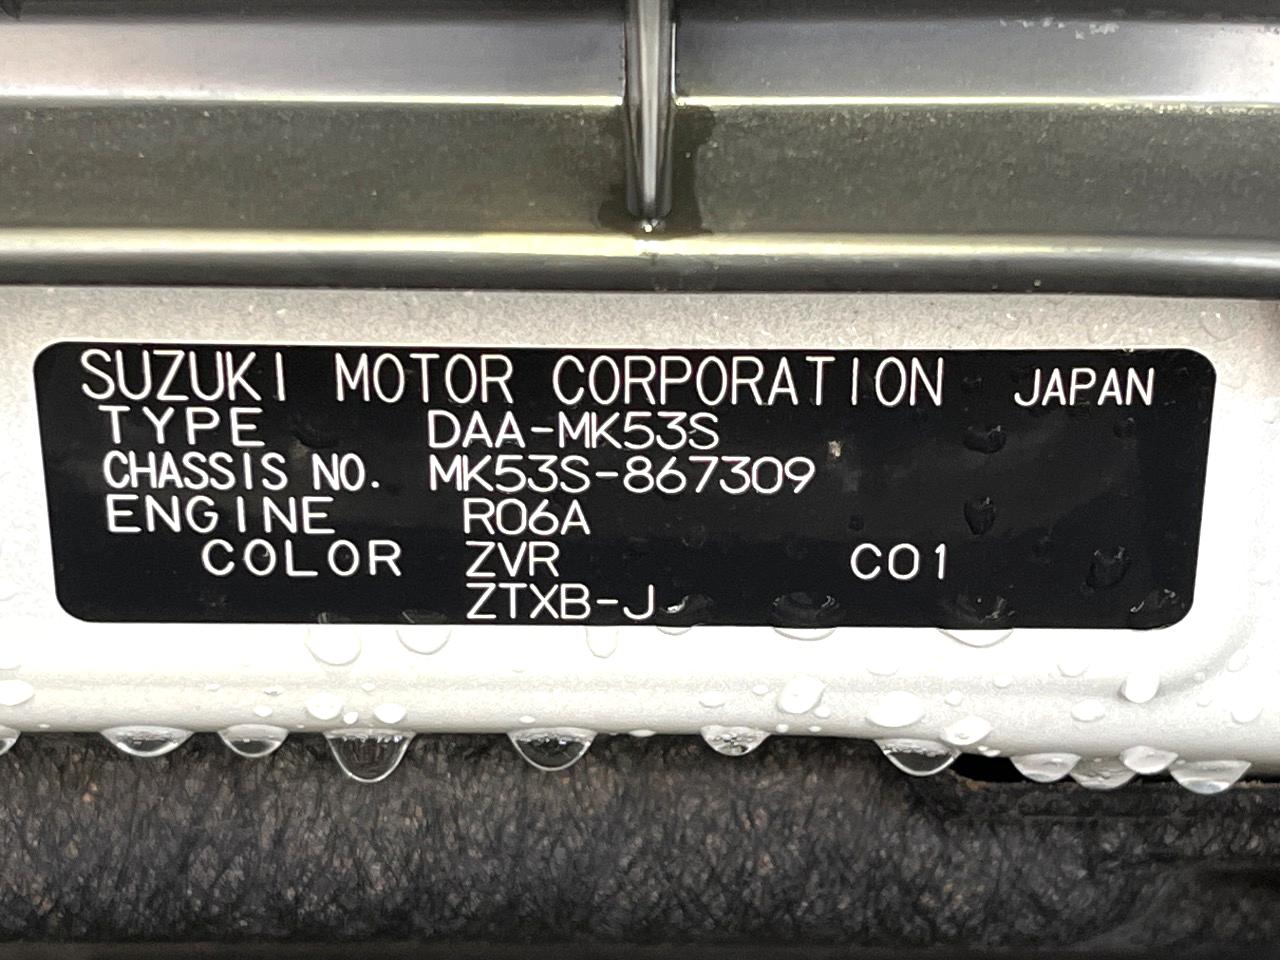 SUZUKI MOTOR CORPORATION JAPAN
TYPE DAA-MK53S
CHASSIS NO. MK53S-867309
ENGINE R06A
COLOR ZVR C01
ZTXB-J